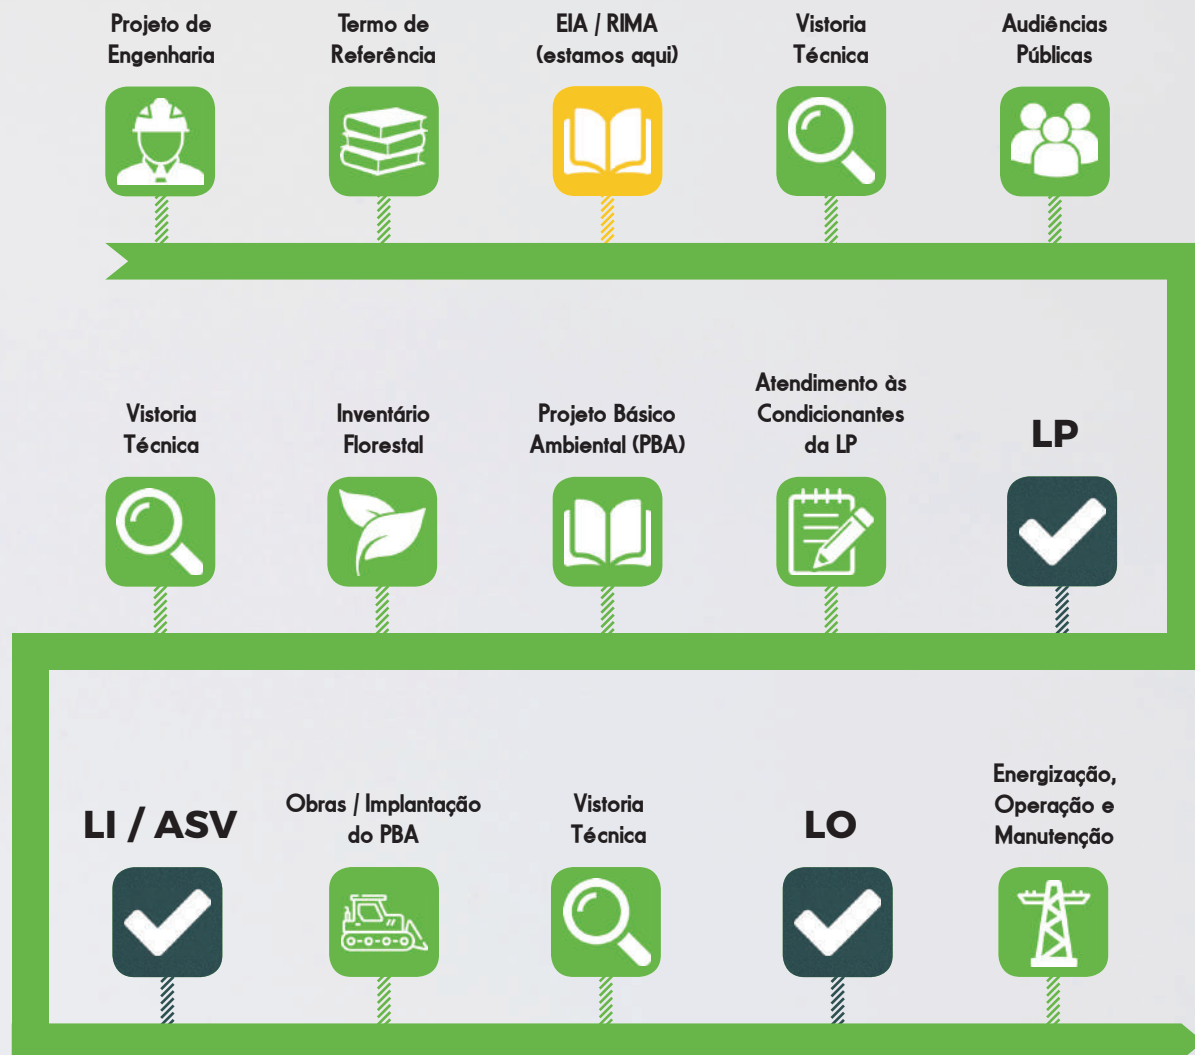 Projeto de
Engenharia
Termo de
Referência
EIA / RIMA
(estamos aqui)
Vistoria
Técnica
Audiências
Públicas
Vistoria
Técnica
Inventário
Florestal
Projeto Básico
Ambiental (PBA)
Atendimento às
Condicionantes
da LP
LP
LI / ASV
Obras / Implantação
do PBA
Vistoria
Técnica
LO
Energização,
Operação e
Manutenção